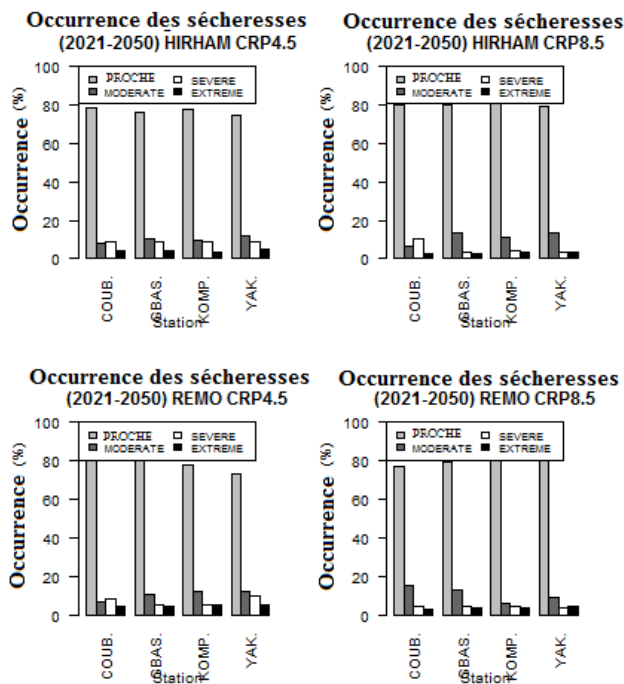 Occurrence des sécheresses
(2021-2050) HIRHAM CRP4.5
Occurrence (%)
100
80
60
40
20
0
PROCHE
MODERATE
SEVERE
EXTREME
COUB.
GBAS.
KOMP.
YAK.
Station
Occurrence des sécheresses
(2021-2050) HIRHAM CRP8.5
Occurrence (%)
100
80
60
40
20
0
PROCHE
MODERATE
SEVERE
EXTREME
COUB.
GBAS.
KOMP.
YAK.
Station
Occurrence des sécheresses
(2021-2050) REMO CRP4.5
Occurrence (%)
100
80
60
40
20
0
PROCHE
MODERATE
SEVERE
EXTREME
COUB.
GBAS.
KOMP.
YAK.
Station
Occurrence des sécheresses
(2021-2050) REMO CRP8.5
Occurrence (%)
100
80
60
40
20
0
PROCHE
MODERATE
SEVERE
EXTREME
COUB.
GBAS.
KOMP.
YAK.
Station